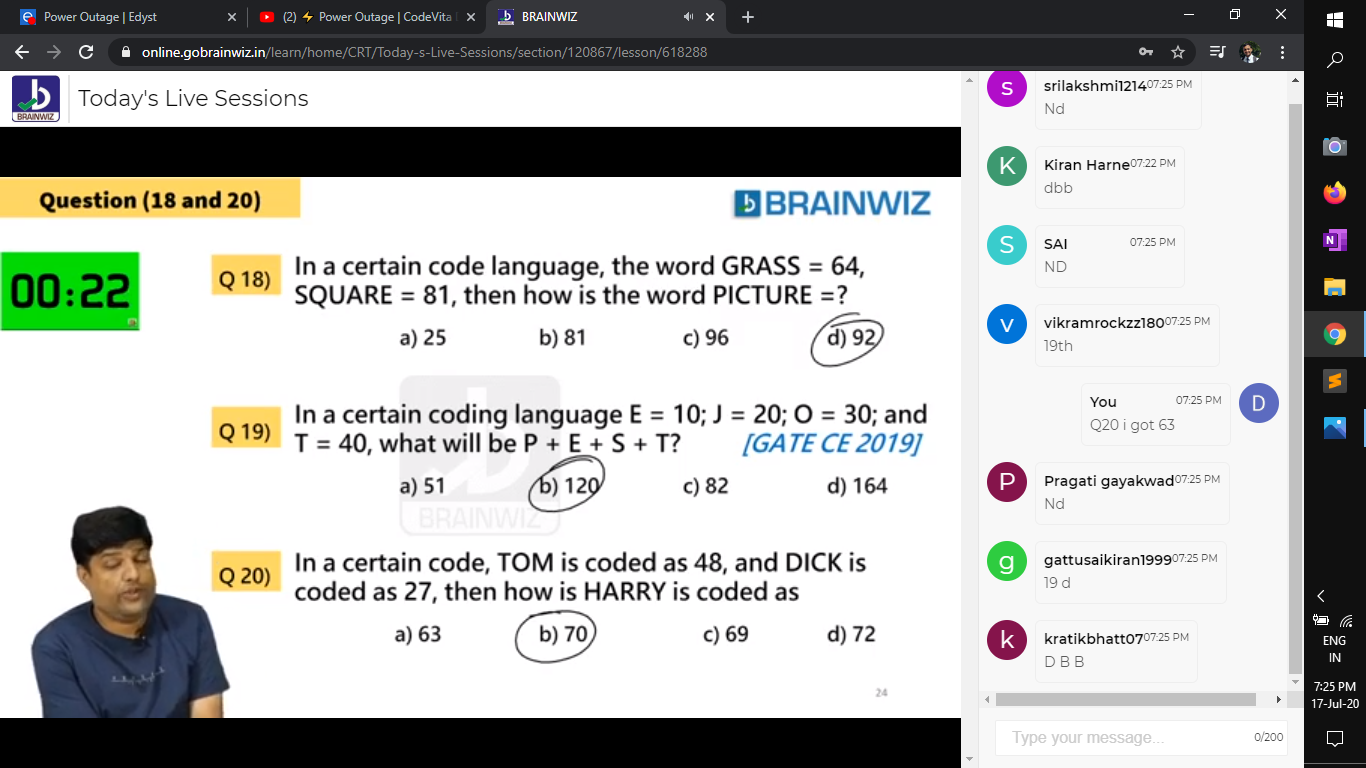 Power Outage | Edyst
(2) ⚡ Power Outage | CodeVita
BRAINWIZ
online.gobrainwiz.in/learn/home/CRT/Today-s-Live-Sessions/section/120867/lesson/618288
BRAINWIZ
Today's Live Sessions
Question (18 and 20)
BRAINWIZ
00:22
Q 18) In a certain code language, the word GRASS = 64,
SQUARE = 81, then how is the word PICTURE =?
a) 25 b) 81 c) 96 d) 92
Q 19) In a certain coding language E = 10; J = 20; O = 30; and
T = 40, what will be P + E + S + T? [GATE CE 2019]
a) 51 b) 120 c) 82 d) 164
BRAINWIZ
Q 20) In a certain code, TOM is coded as 48, and DICK is
coded as 27, then how is HARRY is coded as
a) 63 b) 70 c) 69 d) 72
24
s
srilakshmi1214 07:25 PM
Nd
K
Kiran Harne 07:22 PM
dbb
S
SAI 07:25 PM
ND
v
vikramrockzz180 07:25 PM
19th
You 07:25 PM
D
Q20 i got 63
P
Pragati gayakwad 07:25 PM
Nd
g
gattusaikiran1999 07:25 PM
19 d
k
kratikbhatt07 07:25 PM
D B B
Type your message... 0/200
N
ENG
IN
7:25 PM
17-Jul-20